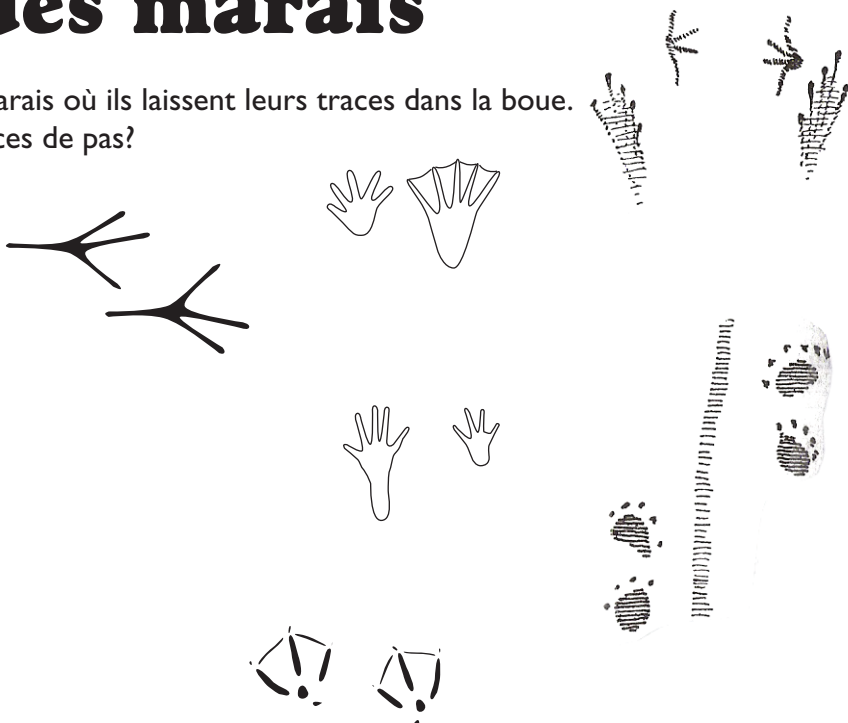 des marais
arais où ils laissent leurs traces dans la boue.
ces de pas?